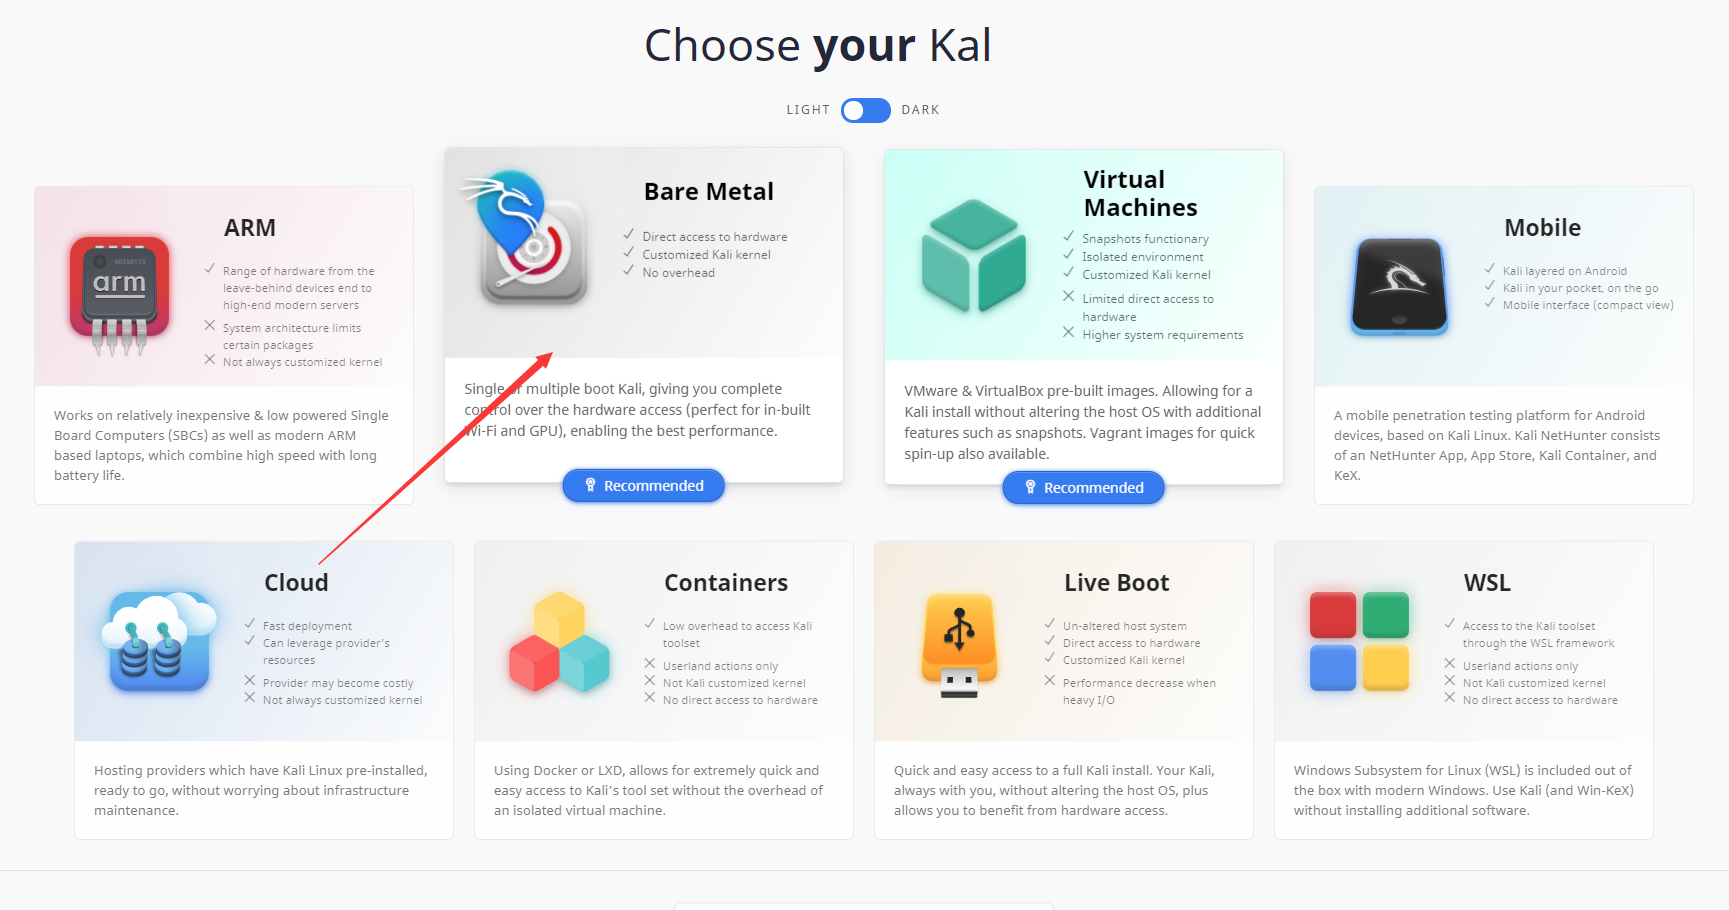 Choose your Kal
LIGHT
DARK
ARM
00350179
arm
Range of hardware from the
leave-behind devices end to
high-end modern servers
System architecture limits
certain packages
Not always customized kernel
Works on relatively inexpensive & low powered Single
Board Computers (SBCs) as well as modern ARM
based laptops, which combine high speed with long
battery life.
Bare Metal
Direct access to hardware
Customized Kali kernel
No overhead
Single or multiple boot Kali, giving you complete
control over the hardware access (perfect for in-built
Wi-Fi and GPU), enabling the best performance.
Recommended
Virtual
Machines
Snapshots functionary
Isolated environment
Customized Kali kernel
Limited direct access to
hardware
Higher system requirements
VMware & VirtualBox pre-built images. Allowing for a
Kali install without altering the host OS with additional
features such as snapshots. Vagrant images for quick
spin-up also available.
Recommended
Mobile
Kali layered on Android
Kali in your pocket, on the go
Mobile interface (compact view)
A mobile penetration testing platform for Android
devices, based on Kali Linux. Kali NetHunter consists
of an NetHunter App, App Store, Kali Container, and
KeX.
Cloud
Fast deployment
Can leverage provider's
resources
Provider may become costly
Not always customized kernel
Hosting providers which have Kali Linux pre-installed,
ready to go, without worrying about infrastructure
maintenance.
Containers
Low overhead to access Kali
toolset
Userland actions only
Not Kali customized kernel
No direct access to hardware
Using Docker or LXD, allows for extremely quick and
easy access to Kali's tool set without the overhead of
an isolated virtual machine.
Live Boot
Un-altered host system
Direct access to hardware
Customized Kali kernel
Performance decrease when
heavy I/O
Quick and easy access to a full Kali install. Your Kali,
always with you, without altering the host OS, plus
allows you to benefit from hardware access.
WSL
Access to the Kali toolset
through the WSL framework
Userland actions only
Not Kali customized kernel
No direct access to hardware
Windows Subsystem for Linux (WSL) is included out of
the box with modern Windows. Use Kali (and Win-KeX)
without installing additional software.